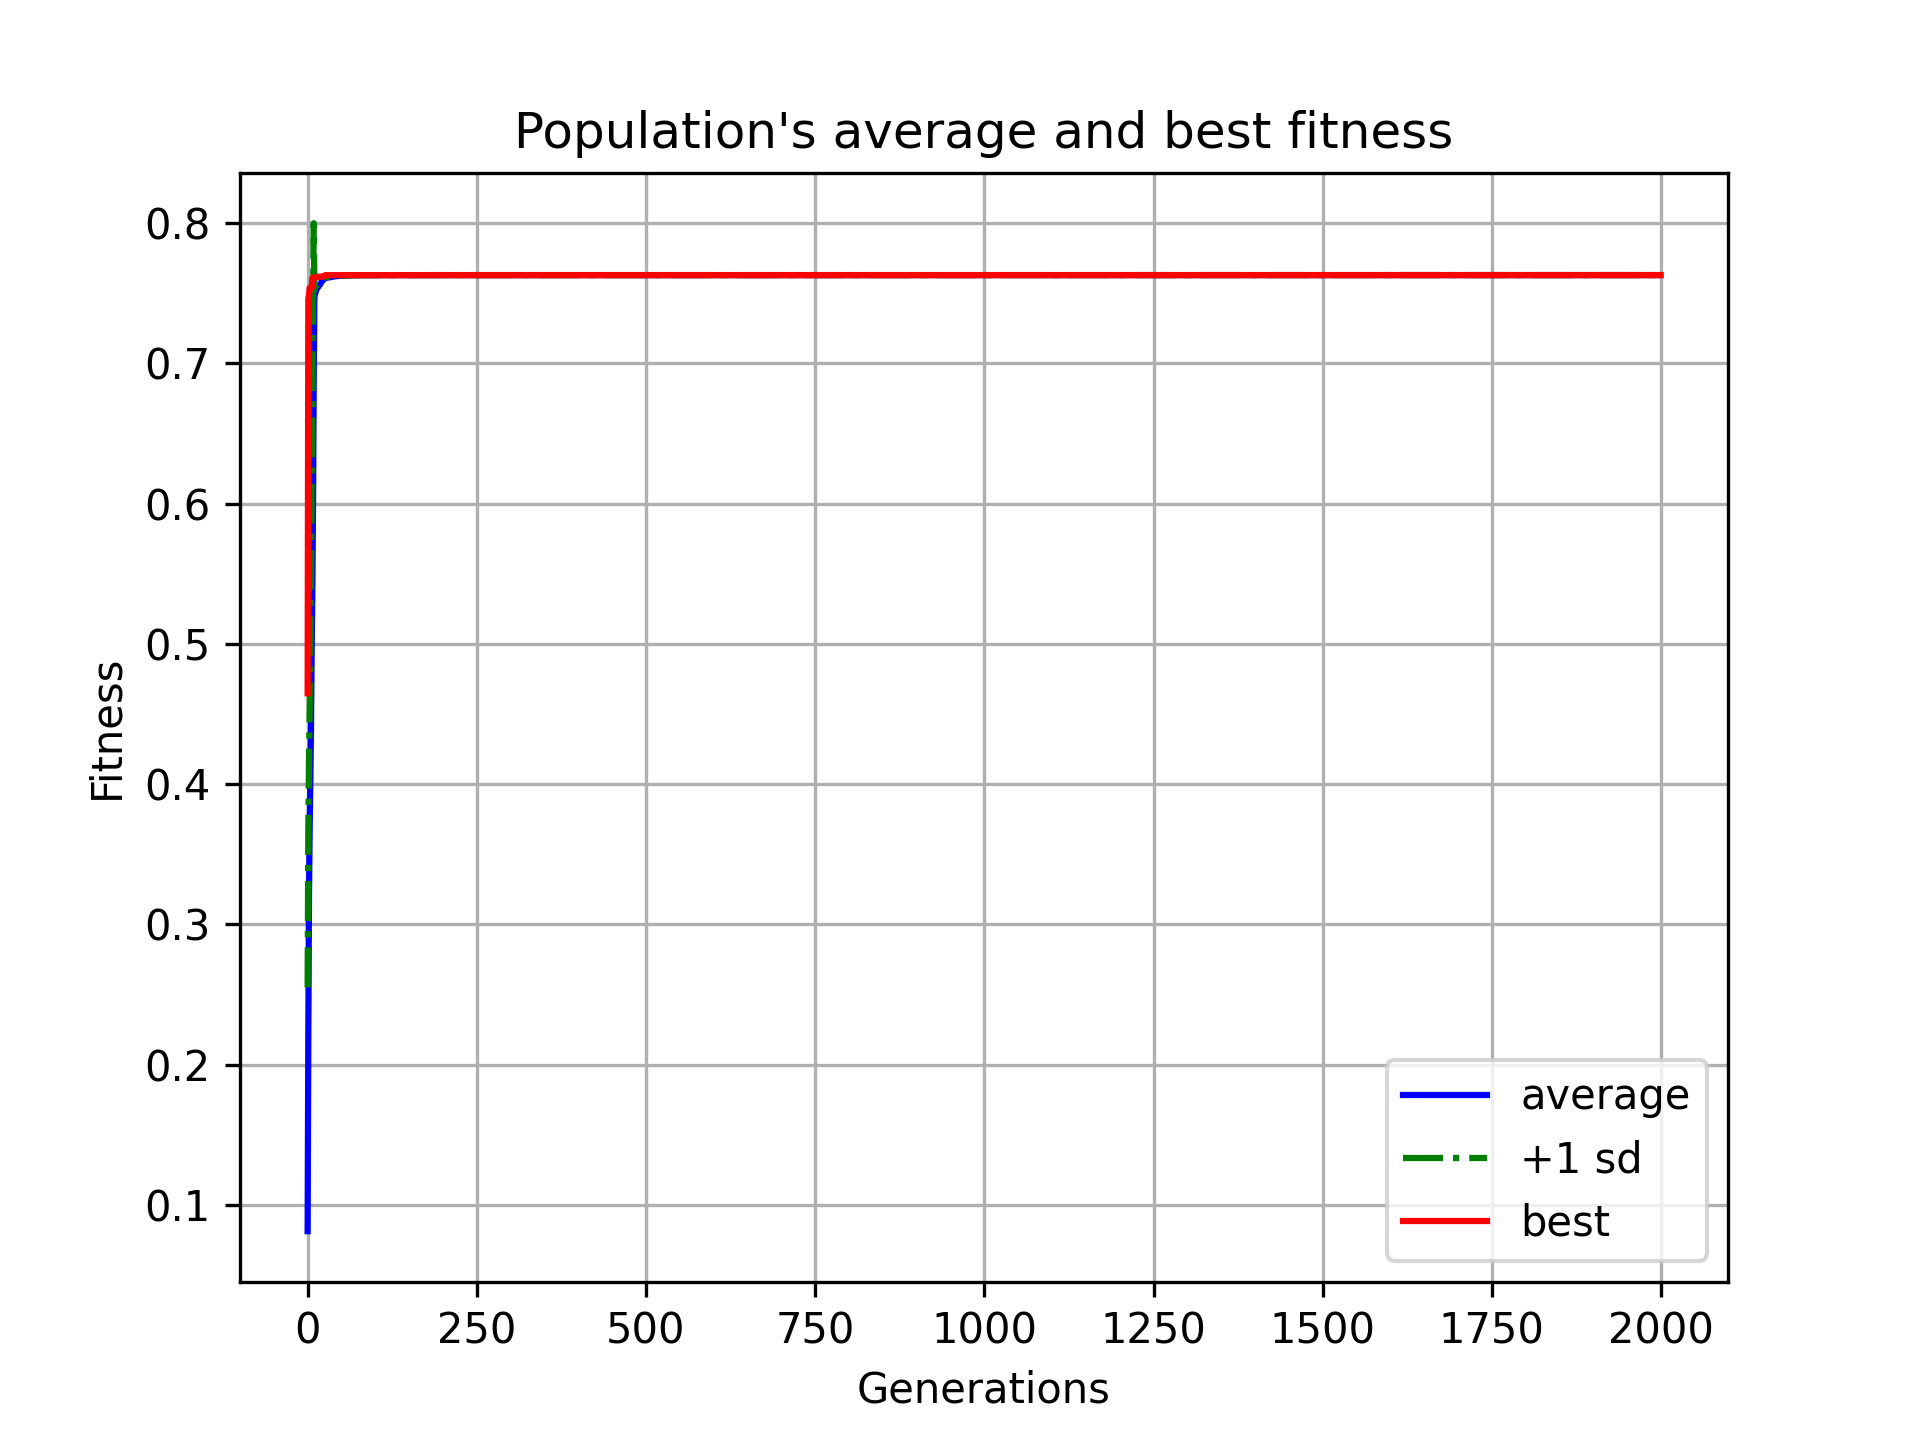 Population's average and best fitness
0.8
0.7
0.6
0.5
0.4
0.3
0.2
0.1
Fitness
average
+1 sd
best
0 250 500 750 1000 1250 1500 1750 2000
Generations